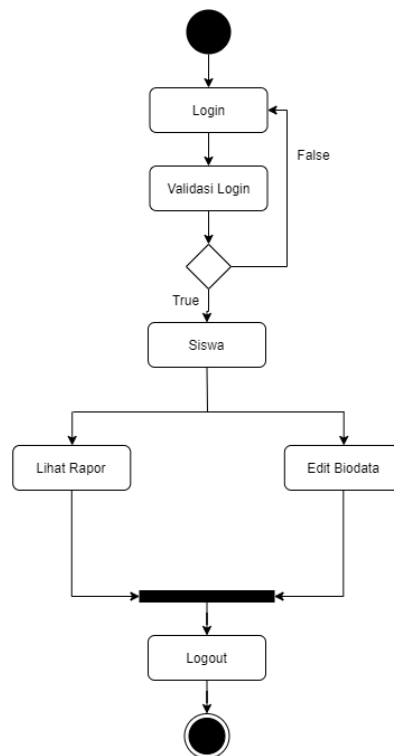 Login
False
Validasi Login
True
Siswa
Lihat Rapor
Edit Biodata
Logout